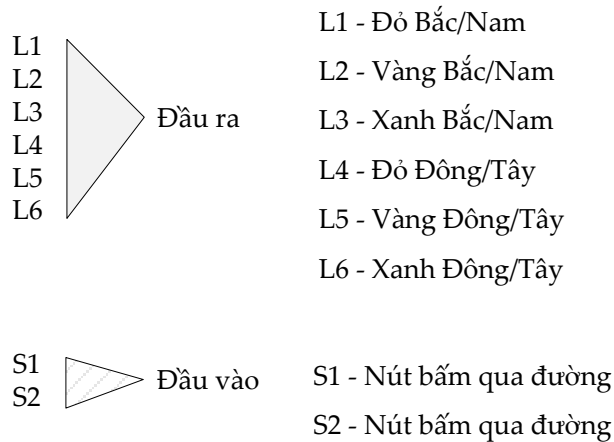 L1
L2
L3
L4
L5
L6
Đầu ra
L1 - Đỏ Bắc/Nam
L2 - Vàng Bắc/Nam
L3 - Xanh Bắc/Nam
L4 - Đỏ Đông/Tây
L5 - Vàng Đông/Tây
L6 - Xanh Đông/Tây
S1
S2
Đầu vào
S1 - Nút bấm qua đường
S2 - Nút bấm qua đường